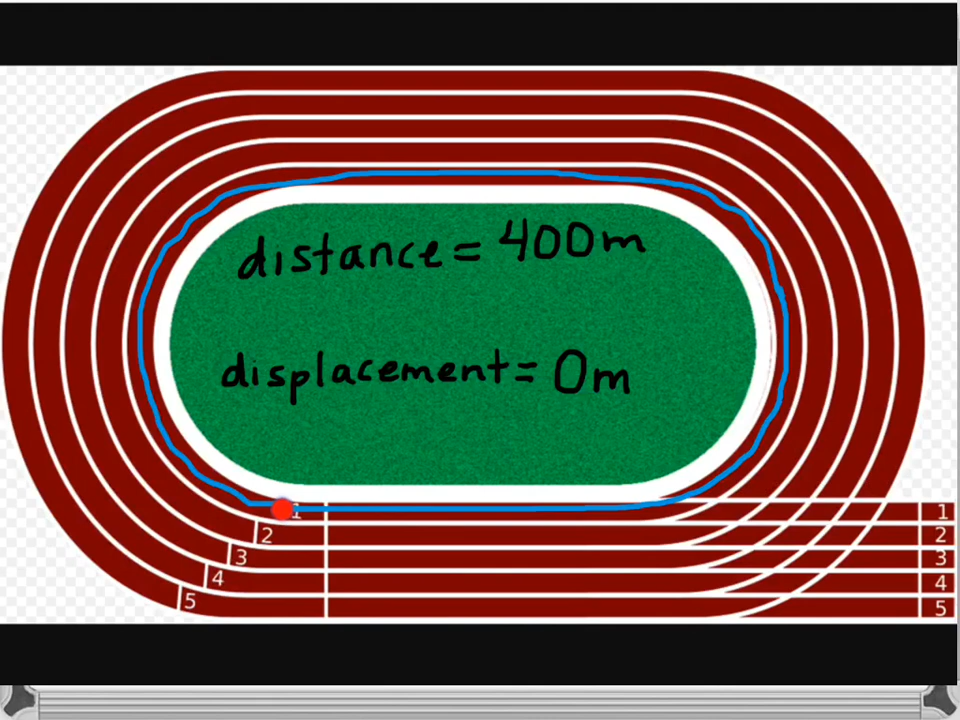 distance = 400m
displacement = 0m
1 1
2 2
3 3
4 4
5 5